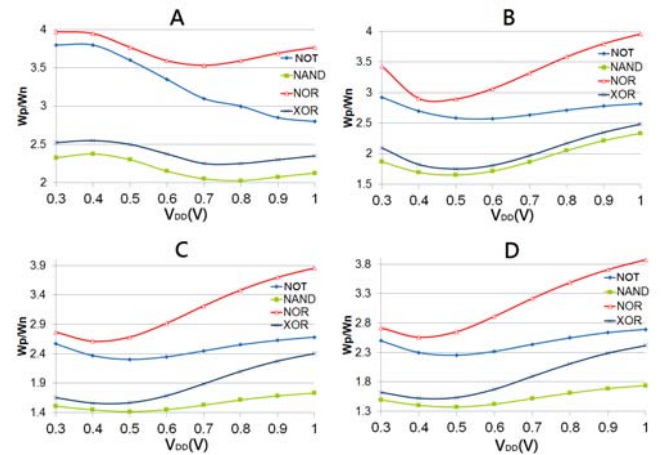 A
Wp/Wn
4
3.5
3
2.5
2
NOT
NAND
NOR
XOR
0.3 0.4 0.5 0.6 0.7 0.8 0.9 1
VDD(V)
B
Wp/Wn
4
3.5
3
2.5
2
1.5
NOT
NAND
NOR
XOR
0.3 0.4 0.5 0.6 0.7 0.8 0.9 1
VDD(V)
C
Wp/Wn
3.9
3.4
2.9
2.4
1.9
1.4
NOT
NAND
NOR
XOR
0.3 0.4 0.5 0.6 0.7 0.8 0.9 1
VDD(V)
D
Wp/Wn
3.8
3.3
2.8
2.3
1.8
1.3
NOT
NAND
NOR
XOR
0.3 0.4 0.5 0.6 0.7 0.8 0.9 1
VDD(V)